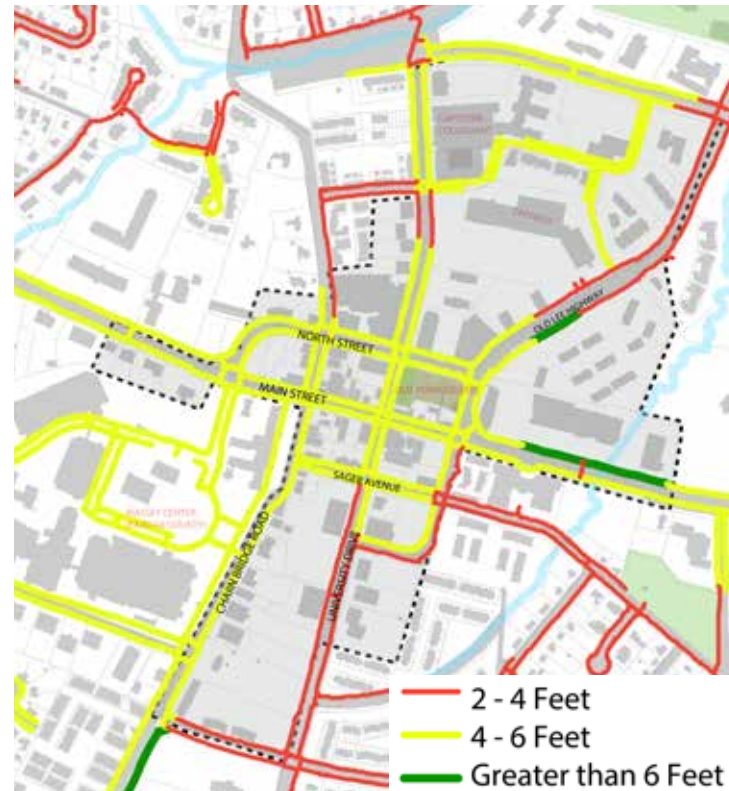 OLD LEE HIGHWAY
NORTH STREET
MAIN STREET
SAGER AVENUE
CHAIN BRIDGE ROAD
UNIVERSITY DRIVE
2 - 4 Feet
4 - 6 Feet
Greater than 6 Feet